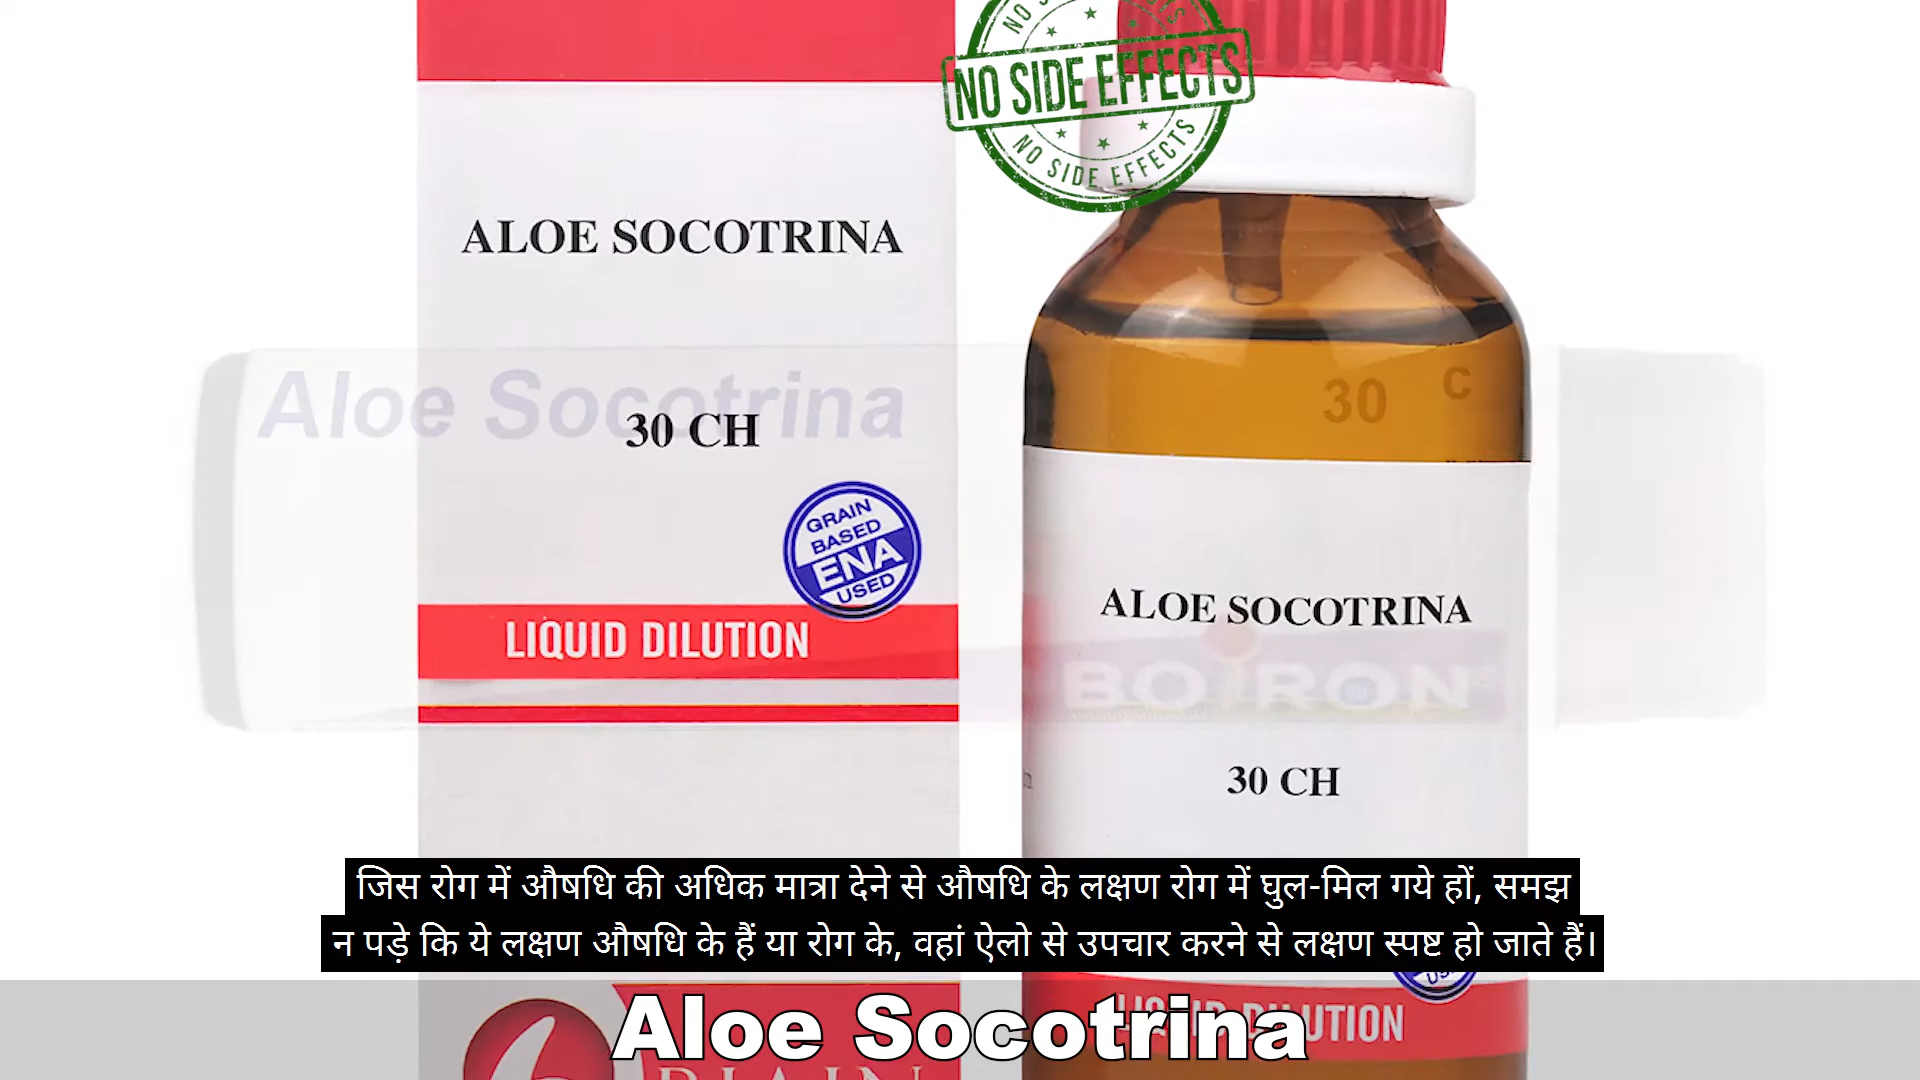 NO SIDE EFFECTS
NO SIDE EFFECTS
ALOE SOCOTRINA
30 CH
Aloe Socotrina
30 C
GRAIN
BASED
ENA
USED
LIQUID DILUTION
ALOE SOCOTRINA
BOIRON
30 CH
जिस रोग में औषधि की अधिक मात्रा देने से औषधि के लक्षण रोग में घुल-मिल गये हों, समझ
न पड़े कि ये लक्षण औषधि के हैं या रोग के, वहां ऐलो से उपचार करने से लक्षण स्पष्ट हो जाते हैं।
LIQUID DILUTION
Aloe Socotrina